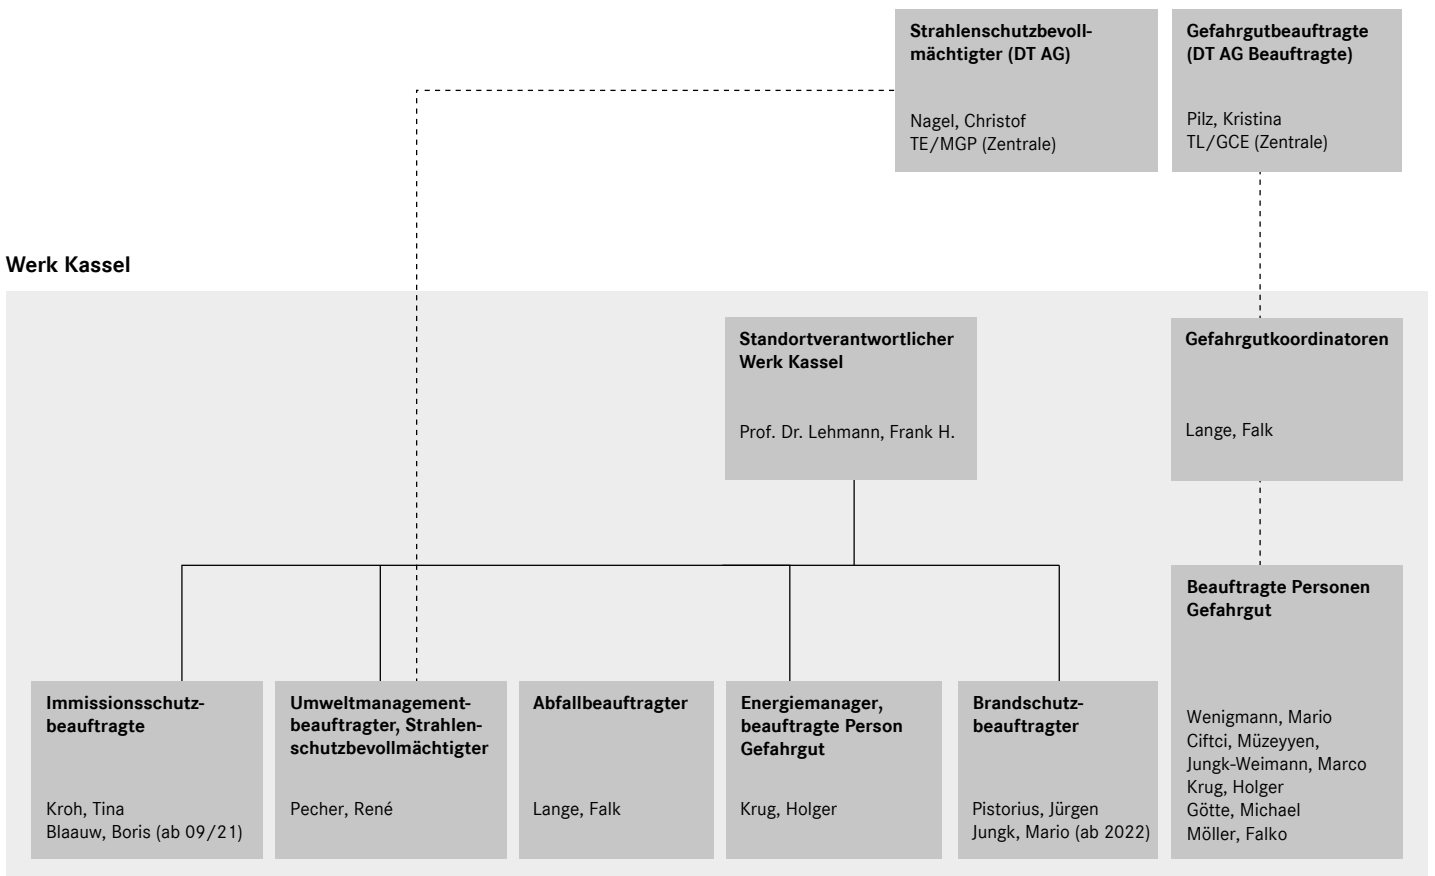 Strahlenschutzbevoll-
mächtigter (DT AG)
Nagel, Christof
TE/MGP (Zentrale)
Gefahrgutbeauftragte
(DT AG Beauftragte)
Pilz, Kristina
TL/GCE (Zentrale)
Werk Kassel
Standortverantwortlicher
Werk Kassel
Prof. Dr. Lehmann, Frank H.
Gefahrgutkoordinatoren
Lange, Falk
Immissionsschutz-
beauftragte
Kroh, Tina
Blaauw, Boris (ab 09/21)
Umweltmanagement-
beauftragter, Strahlen-
schutzbevollmächtigter
Pecher, René
Abfallbeauftragter
Lange, Falk
Energiemanager,
beauftragte Person
Gefahrgut
Krug, Holger
Brandschutz-
beauftragter
Pistorius, Jürgen
Jungk, Mario (ab 2022)
Beauftragte Personen
Gefahrgut
Wenigmann, Mario
Ciftci, Müzeyyen,
Jungk-Weimann, Marco
Krug, Holger
Götte, Michael
Möller, Falko